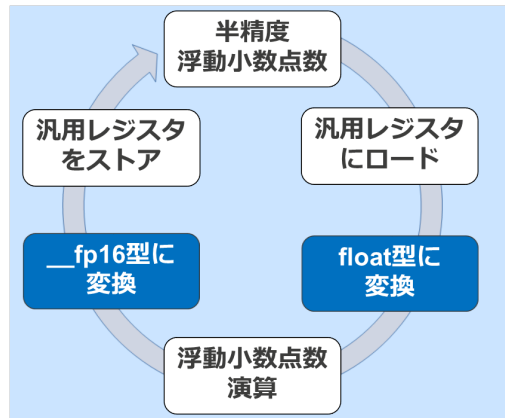 半精度
浮動小数点数
汎用レジスタ
にロード
float型に
変換
浮動小数点数
演算
__fp16型に
変換
汎用レジスタ
をストア